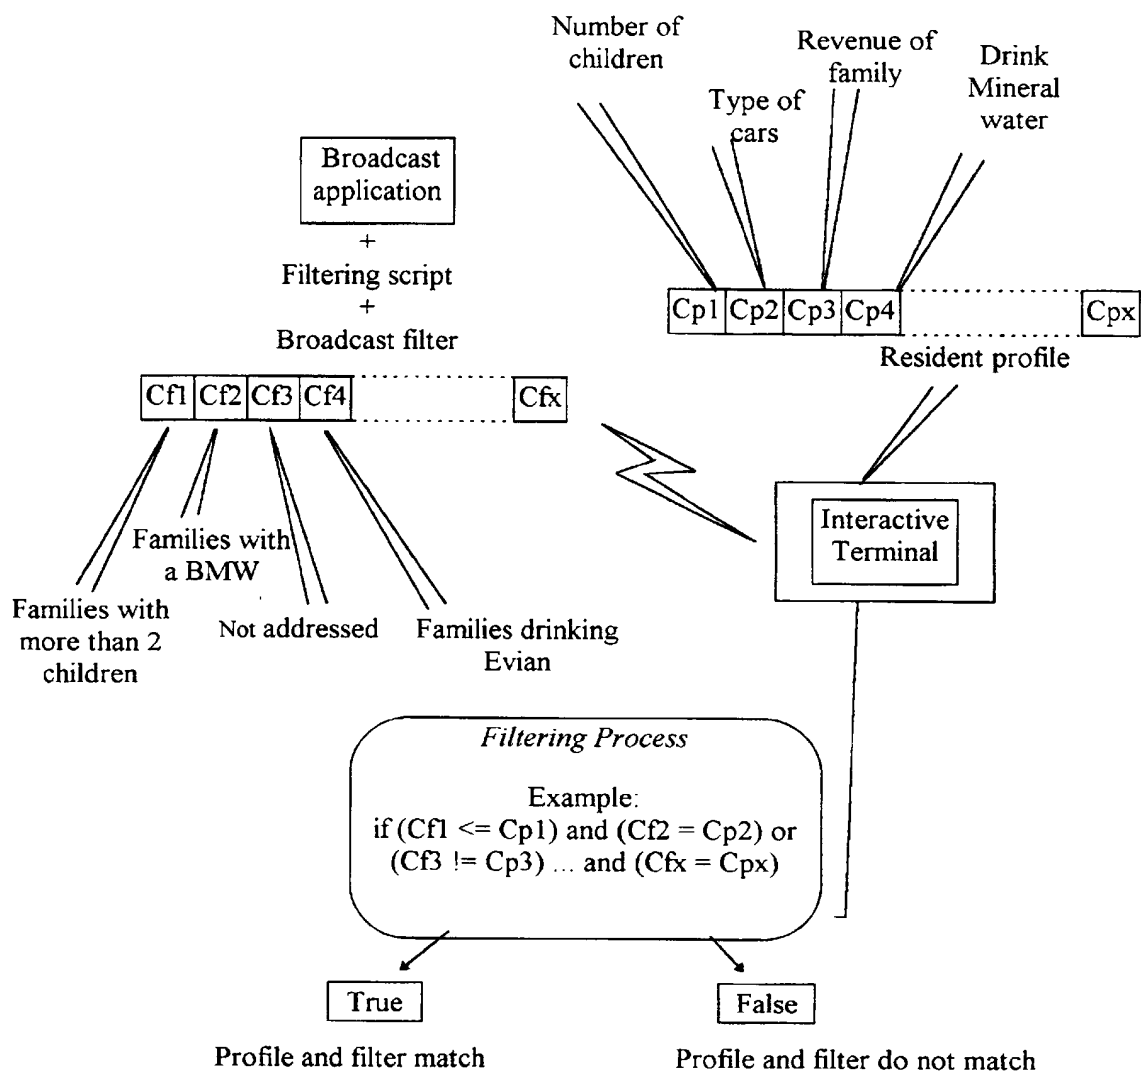 Number of
children
Type of
cars
Revenue of
family
Drink
Mineral
water
Broadcast
application
+
Filtering script
+
Broadcast filter
Cp1 Cp2 Cp3 Cp4 Cpx
Resident profile
Cf1 Cf2 Cf3 Cf4 Cfx
Families with
more than 2
children
Families with
a BMW
Not addressed
Families drinking
Evian
Interactive
Terminal
Filtering Process
Example:
if (Cf1 <= Cp1) and (Cf2 = Cp2) or
(Cf3 != Cp3) ... and (Cfx = Cpx)
True
False
Profile and filter match
Profile and filter do not match